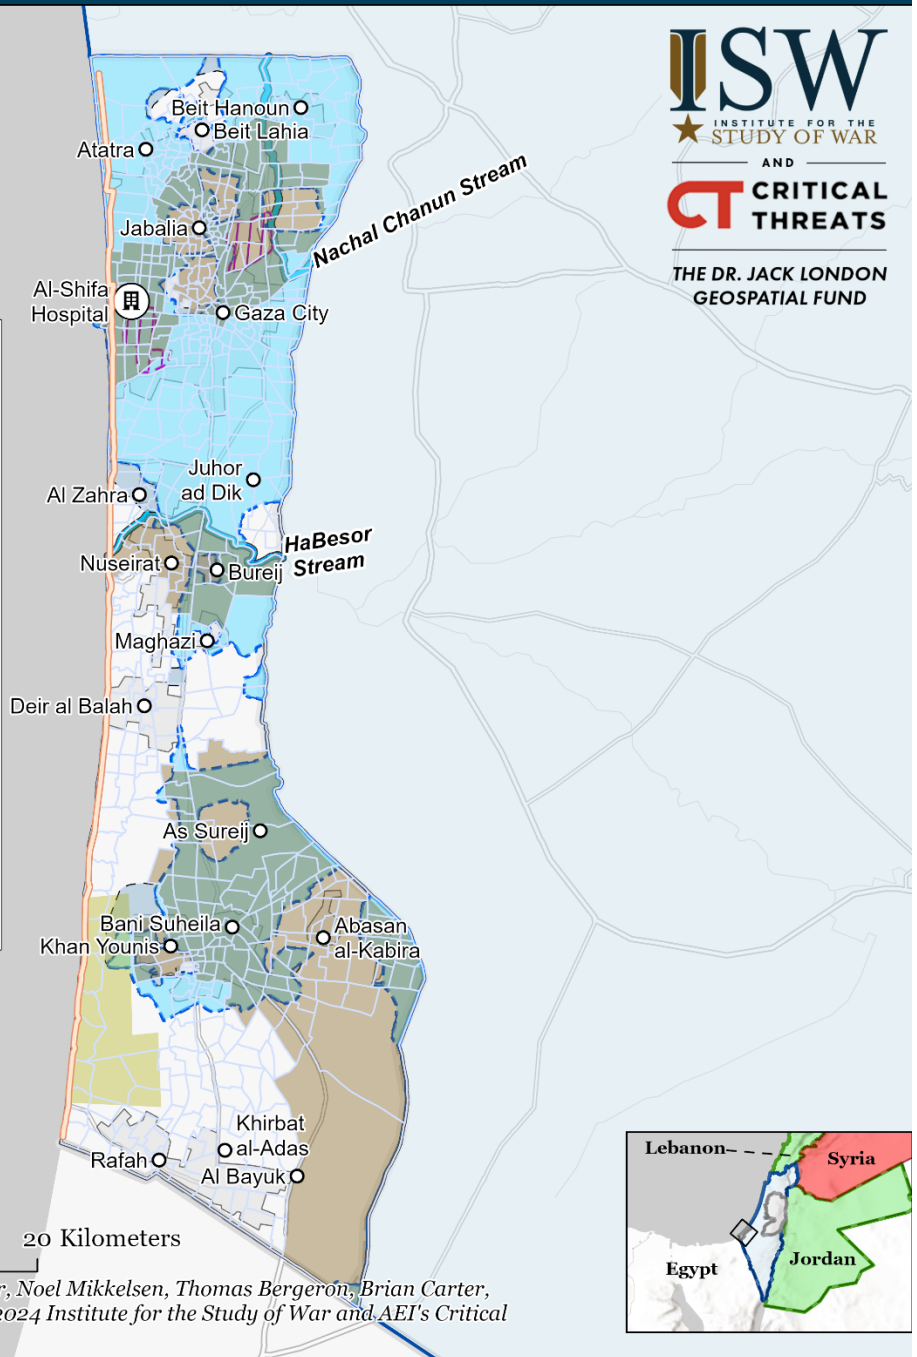 ISW
INSTITUTE FOR THE
STUDY OF WAR
AND
CT CRITICAL
THREATS
THE DR. JACK LONDON
GEOSPATIAL FUND
Beit Hanoun
Beit Lahia
Atatra
Nachal Chanun Stream
Jabalia
Al-Shifa
Hospital
Gaza City
Juhor
ad Dik
Al Zahra
HaBesor
Stream
Nuseirat
Bureij
Maghazi
Deir al Balah
As Sureij
Bani Suheila
Abasan
al-Kabira
Khan Younis
Khirbat
al-Adas
Rafah
Al Bayuk
Lebanon
Syria
Egypt
Jordan
20 Kilometers
r, Noel Mikkelsen, Thomas Bergeron, Brian Carter,
2024 Institute for the Study of War and AEI's Critical